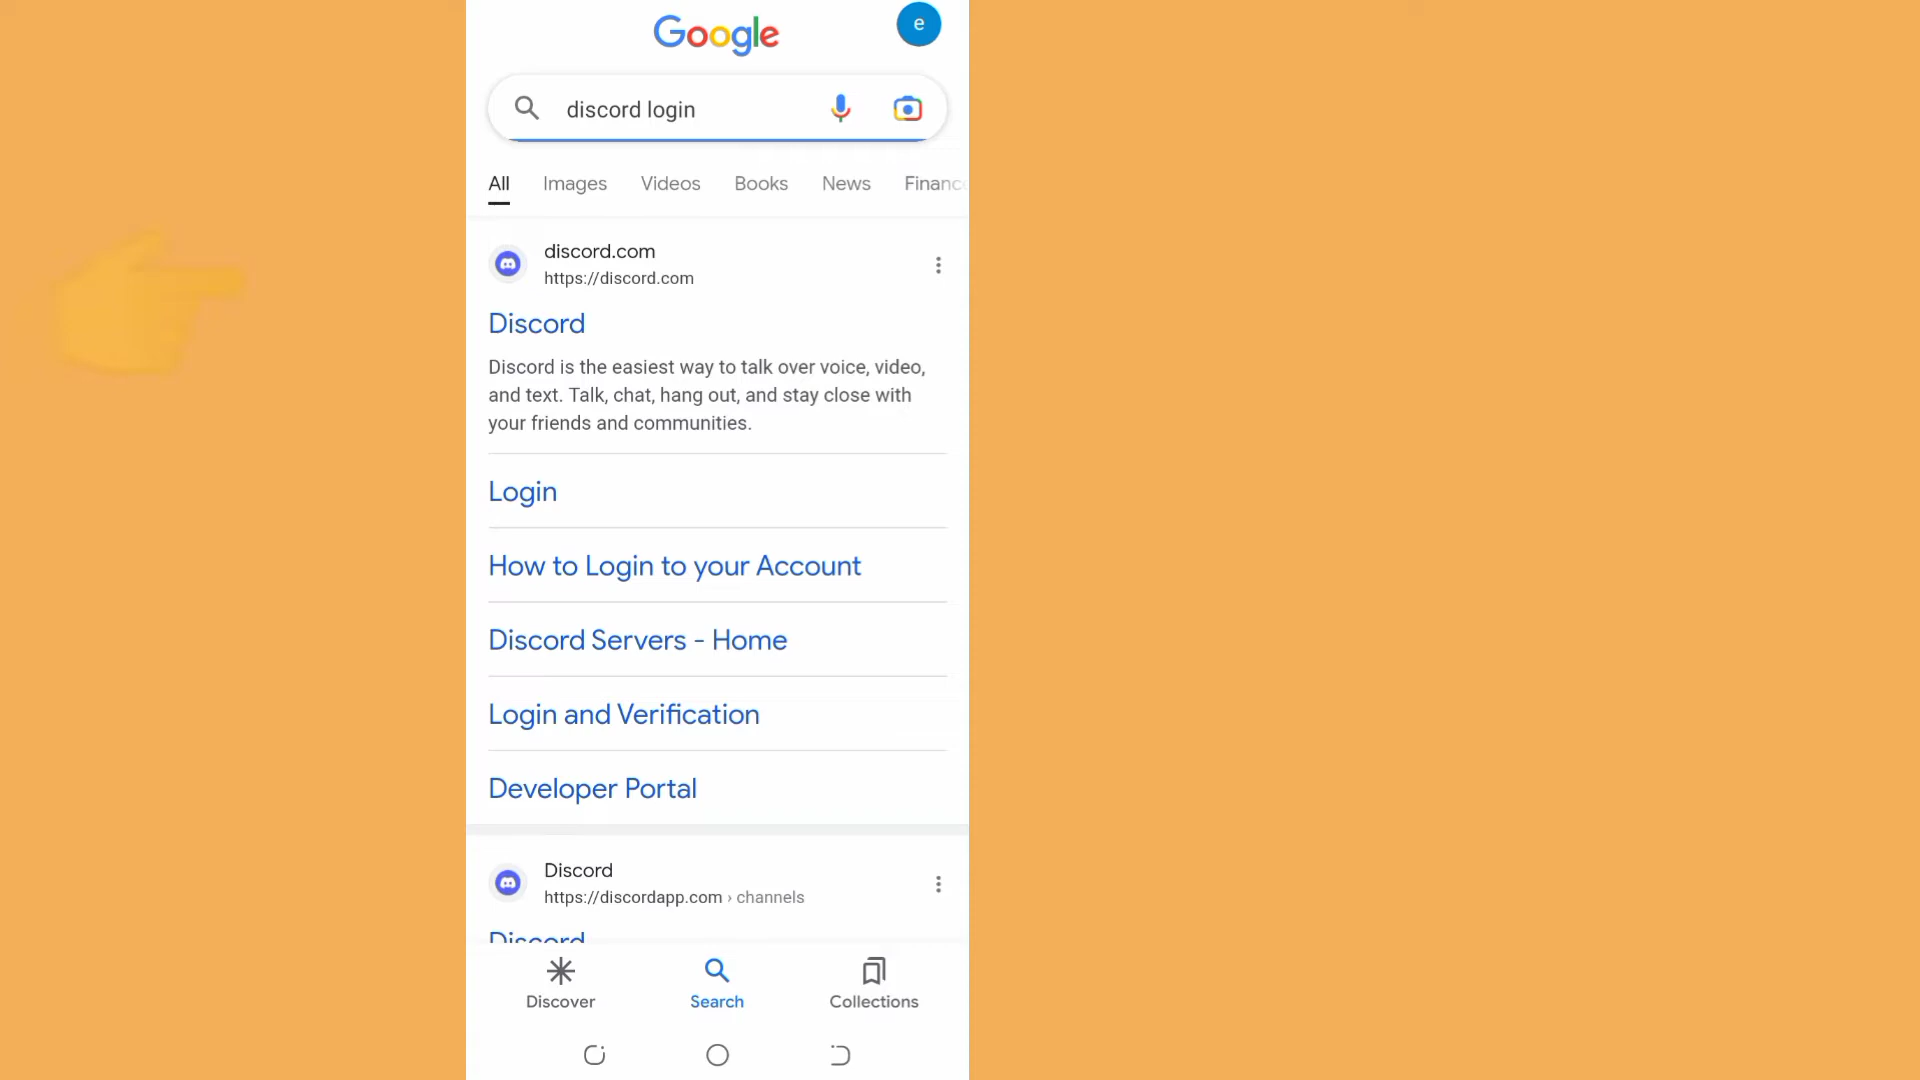 Google
e
discord login
All Images Videos Books News Financ
discord.com
https://discord.com
Discord
Discord is the easiest way to talk over voice, video,
and text. Talk, chat, hang out, and stay close with
your friends and communities.
Login
How to Login to your Account
Discord Servers - Home
Login and Verification
Developer Portal
Discord
https://discordapp.com › channels
Discord
Discover Search Collections